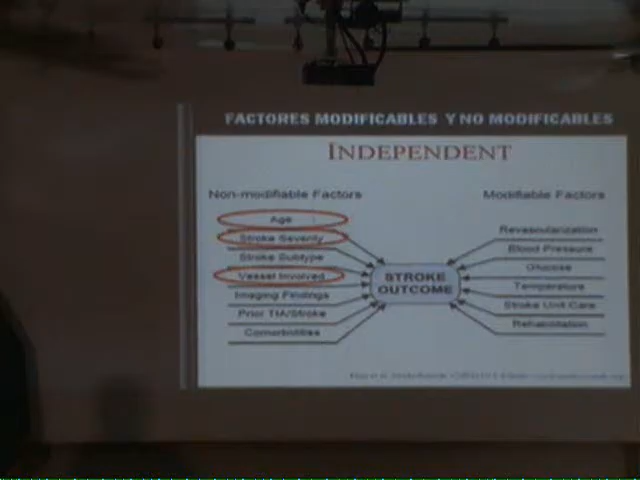 FACTORES MODIFICABLES Y NO MODIFICABLES
INDEPENDENT
Non-modifiable Factors
Age
Stroke Severity
Stroke Subtype
Vessel Involved
Imaging Findings
Prior TIA/Stroke
Comorbidities
STROKE
OUTCOME
Modifiable Factors
Revascularization
Blood Pressure
Glucose
Temperature
Stroke Unit Care
Rehabilitation